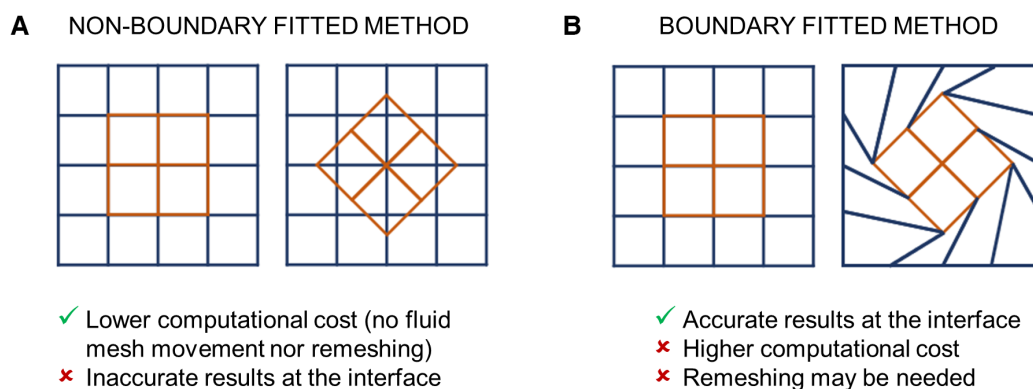 A NON-BOUNDARY FITTED METHOD
✓ Lower computational cost (no fluid
mesh movement nor remeshing)
✘ Inaccurate results at the interface
B BOUNDARY FITTED METHOD
✓ Accurate results at the interface
✘ Higher computational cost
✘ Remeshing may be needed